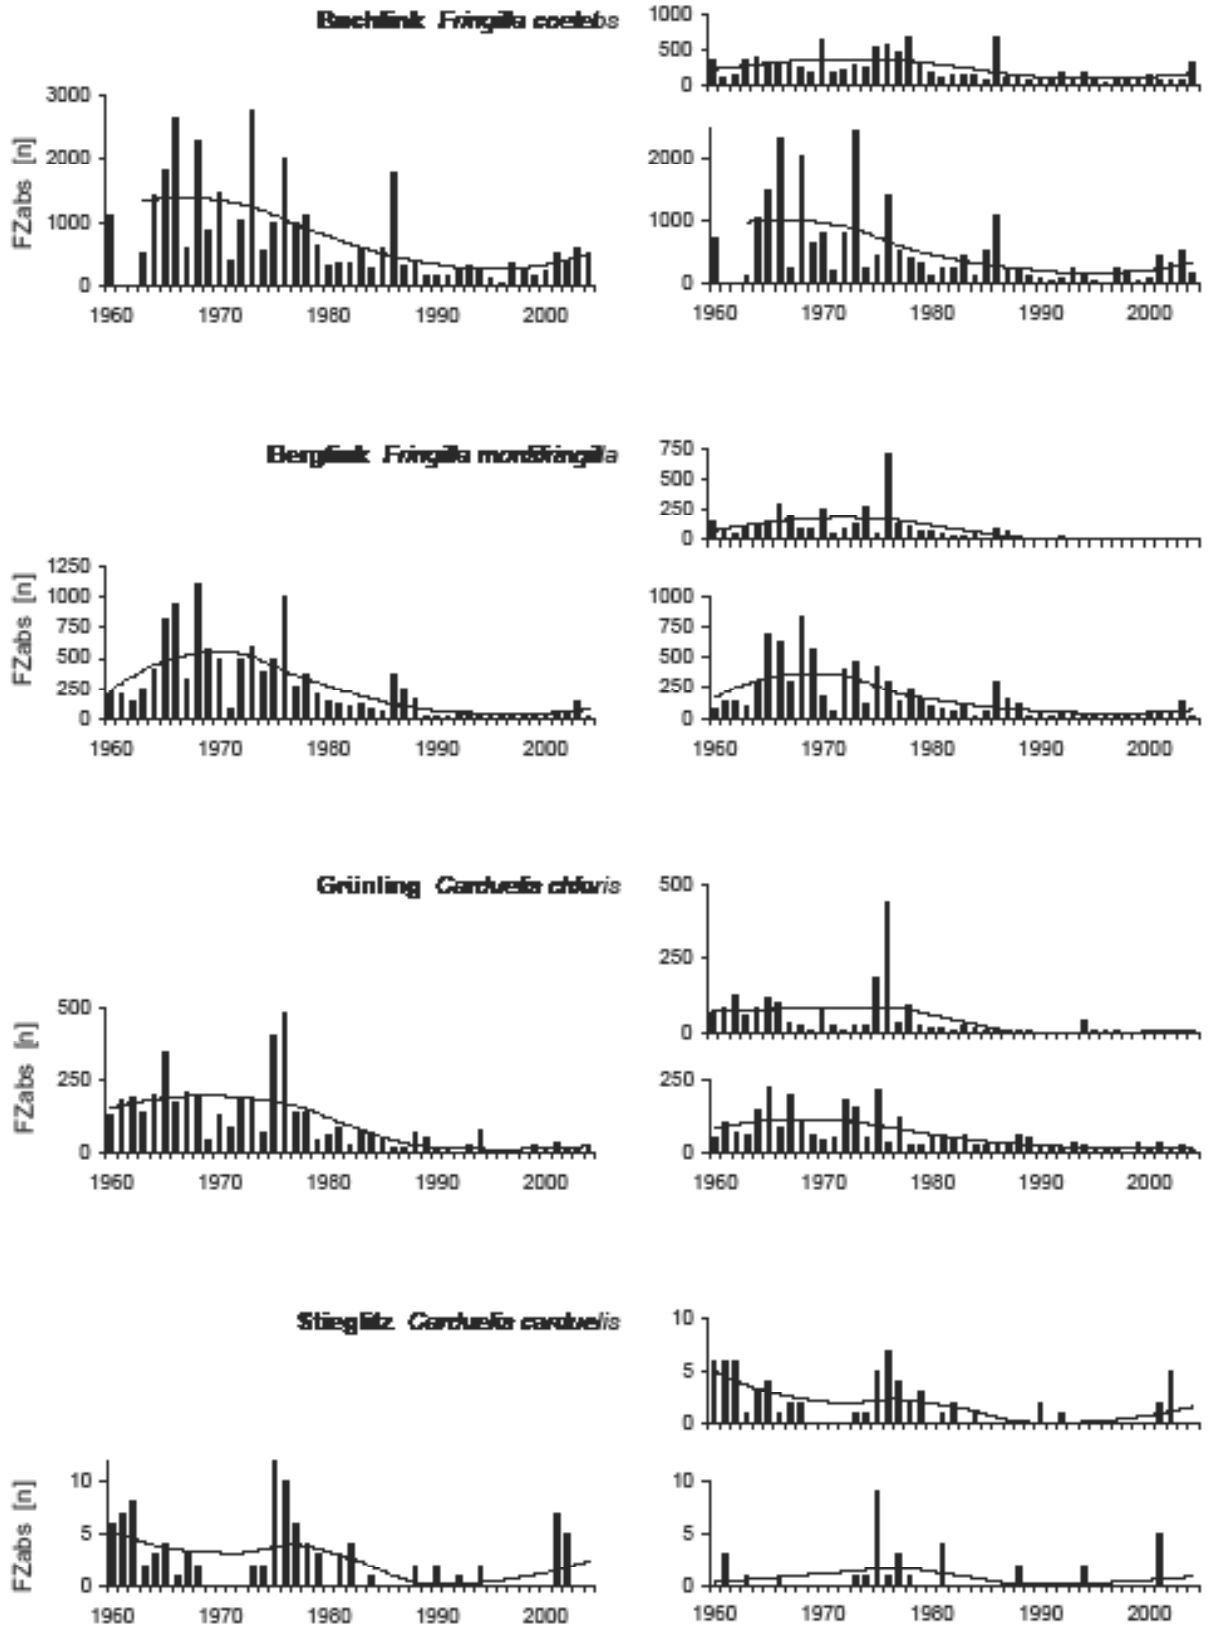 Buchfink Fringilla coelebs
1000
500
0
3000
2000
1000
0
FZabs [n]
1960 1970 1980 1990 2000
2000
1000
0
1960 1970 1980 1990 2000
Bergfink Fringilla montifringilla
750
500
250
0
1250
1000
750
500
250
0
FZabs [n]
1960 1970 1980 1990 2000
1000
750
500
250
0
1960 1970 1980 1990 2000
Grünling Carduelis chloris
500
250
0
500
250
0
FZabs [n]
1960 1970 1980 1990 2000
250
0
1960 1970 1980 1990 2000
Stieglitz Carduelis carduelis
10
5
0
10
5
0
FZabs [n]
1960 1970 1980 1990 2000
10
5
0
1960 1970 1980 1990 2000